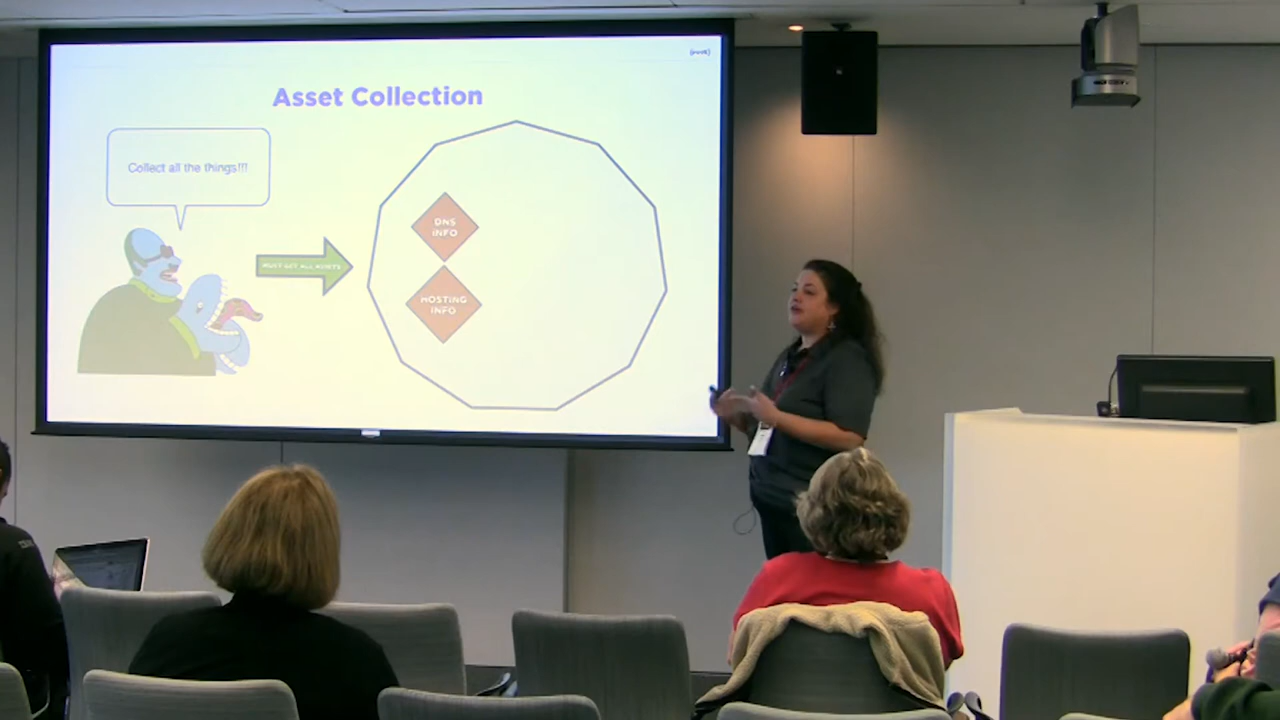 Asset Collection
Collect all the things!!!
MUST GET ALL ASSETS
DNS
INFO
HOSTING
INFO